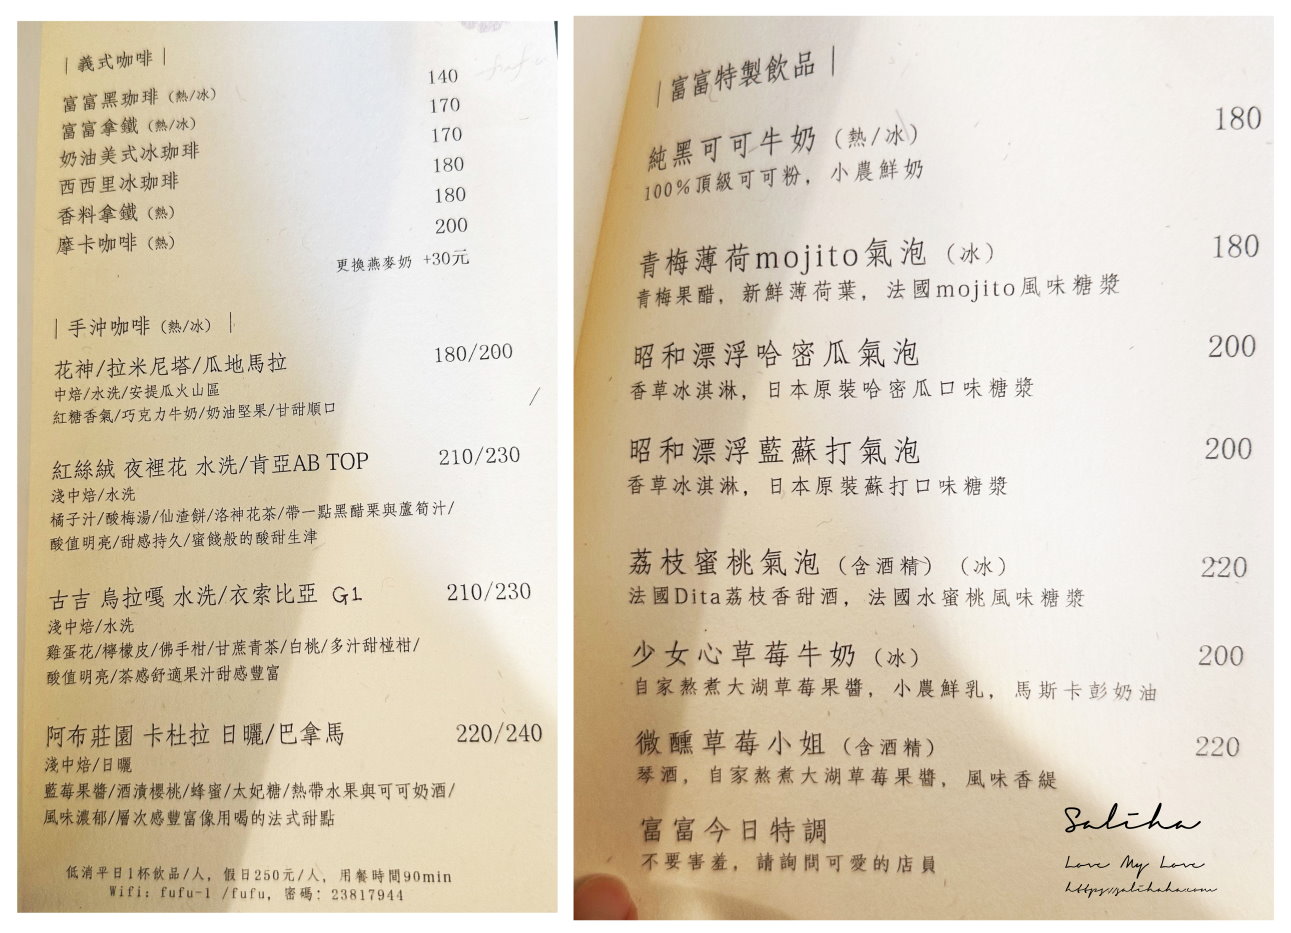 ｜義式咖啡｜
富富黑珈琲（熱/冰） 140
富富拿鐵（熱/冰） 170
奶油美式冰珈琲 170
西西里冰珈琲 180
香料拿鐵（熱） 180
摩卡咖啡（熱） 200
更換燕麥奶 +30元
｜手沖咖啡（熱/冰）｜
花神/拉米尼塔/瓜地馬拉 180/200
中焙/水洗/安提瓜火山區
紅糖香氣/巧克力牛奶/奶油堅果/甘甜順口
紅絲絨 夜裡花 水洗/肯亞AB TOP 210/230
淺中焙/水洗
橘子汁/酸梅湯/仙渣餅/洛神花茶/帶一點黑醋栗與蘆筍汁/
酸值明亮/甜感持久/蜜餞般的酸甜生津
古吉 烏拉嘎 水洗/衣索比亞 G1 210/230
淺中焙/水洗
雞蛋花/檸檬皮/佛手柑/甘蔗青茶/白桃/多汁甜椪柑/
酸值明亮/茶感舒適果汁甜感豐富
阿布莊園 卡杜拉 日曬/巴拿馬 220/240
淺中焙/日曬
藍莓果醬/酒漬櫻桃/蜂蜜/太妃糖/熱帶水果與可可奶酒/
風味濃郁/層次感豐富像用喝的法式甜點
低消平日1杯飲品/人，假日250元/人，用餐時間90min
Wifi：fufu-1 /fufu，密碼：23817944
｜富富特製飲品｜
純黑可可牛奶（熱/冰） 180
100%頂級可可粉，小農鮮奶
青梅薄荷mojito氣泡（冰） 180
青梅果醋，新鮮薄荷葉，法國mojito風味糖漿
昭和漂浮哈密瓜氣泡 200
香草冰淇淋，日本原裝哈密瓜口味糖漿
昭和漂浮藍蘇打氣泡 200
香草冰淇淋，日本原裝蘇打口味糖漿
荔枝蜜桃氣泡（含酒精）（冰） 220
法國Dita荔枝香甜酒，法國水蜜桃風味糖漿
少女心草莓牛奶（冰） 200
自家熬煮大湖草莓果醬，小農鮮乳，馬斯卡彭奶油
微醺草莓小姐（含酒精） 220
琴酒，自家熬煮大湖草莓果醬，風味香緹
富富今日特調
不要害羞，請詢問可愛的店員
Saliha
Love My Love
https://salihaha.com